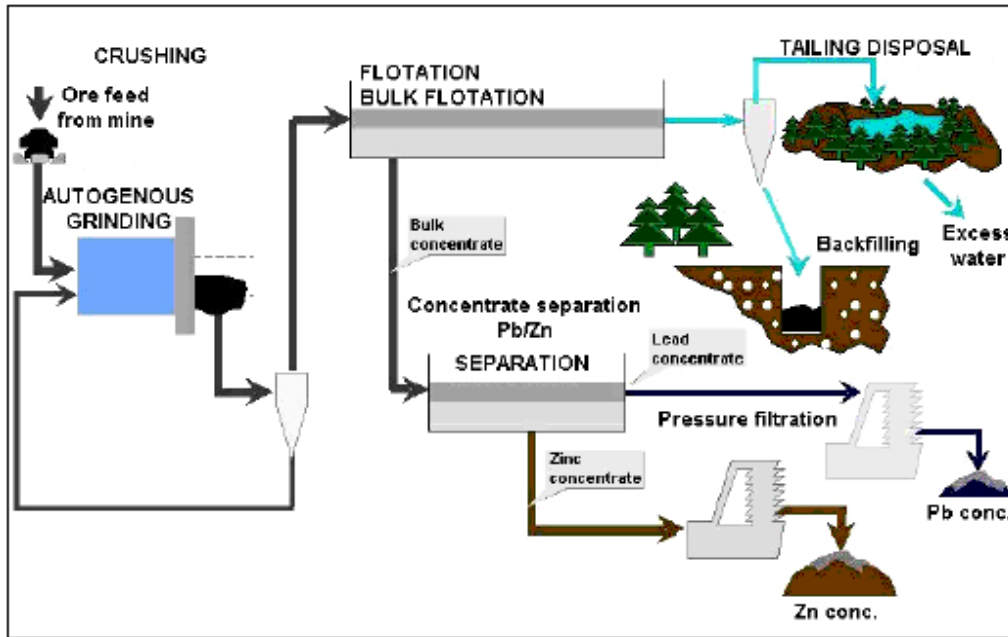 CRUSHING
Ore feed
from mine
AUTOGENOUS
GRINDING
FLOTATION
BULK FLOTATION
TAILING DISPOSAL
Bulk
concentrate
Backfilling
Excess
water
Concentrate separation
Pb/Zn
SEPARATION
Lead
concentrate
Pressure filtration
Zinc
concentrate
Pb conc.
Zn conc.